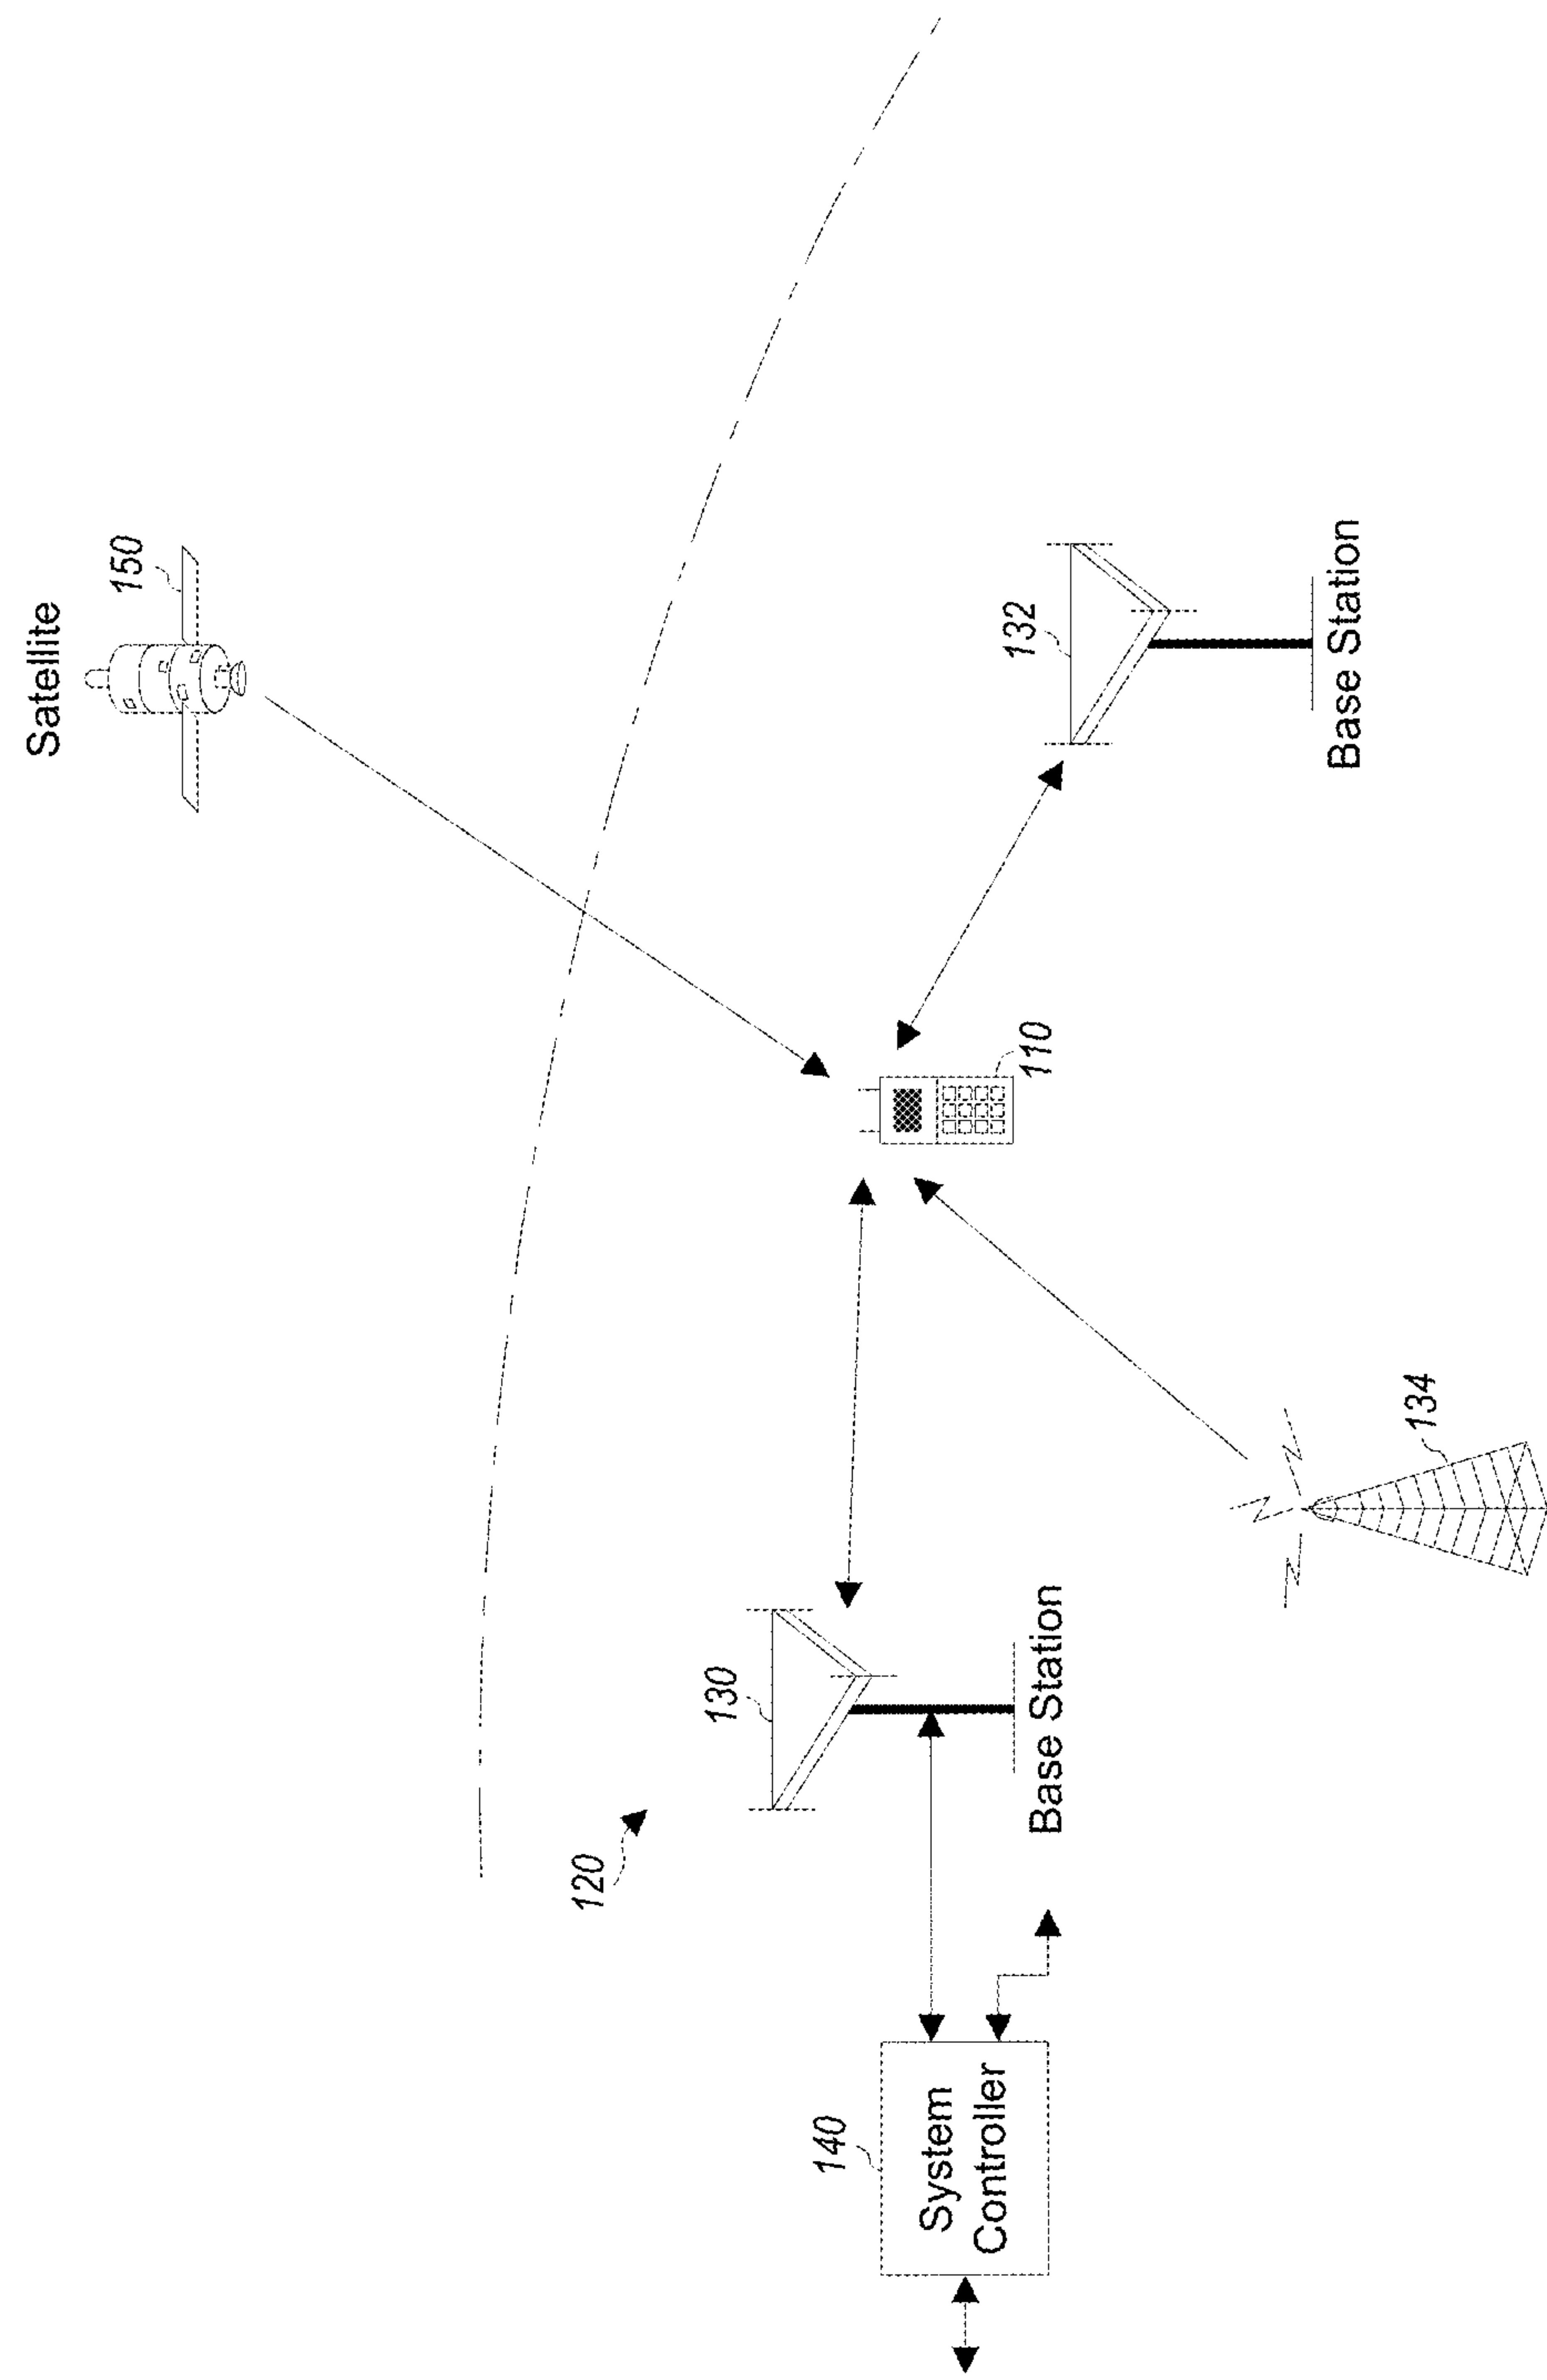 Satellite
150
120
130
Base Station
140
System
Controller
110
132
Base Station
134